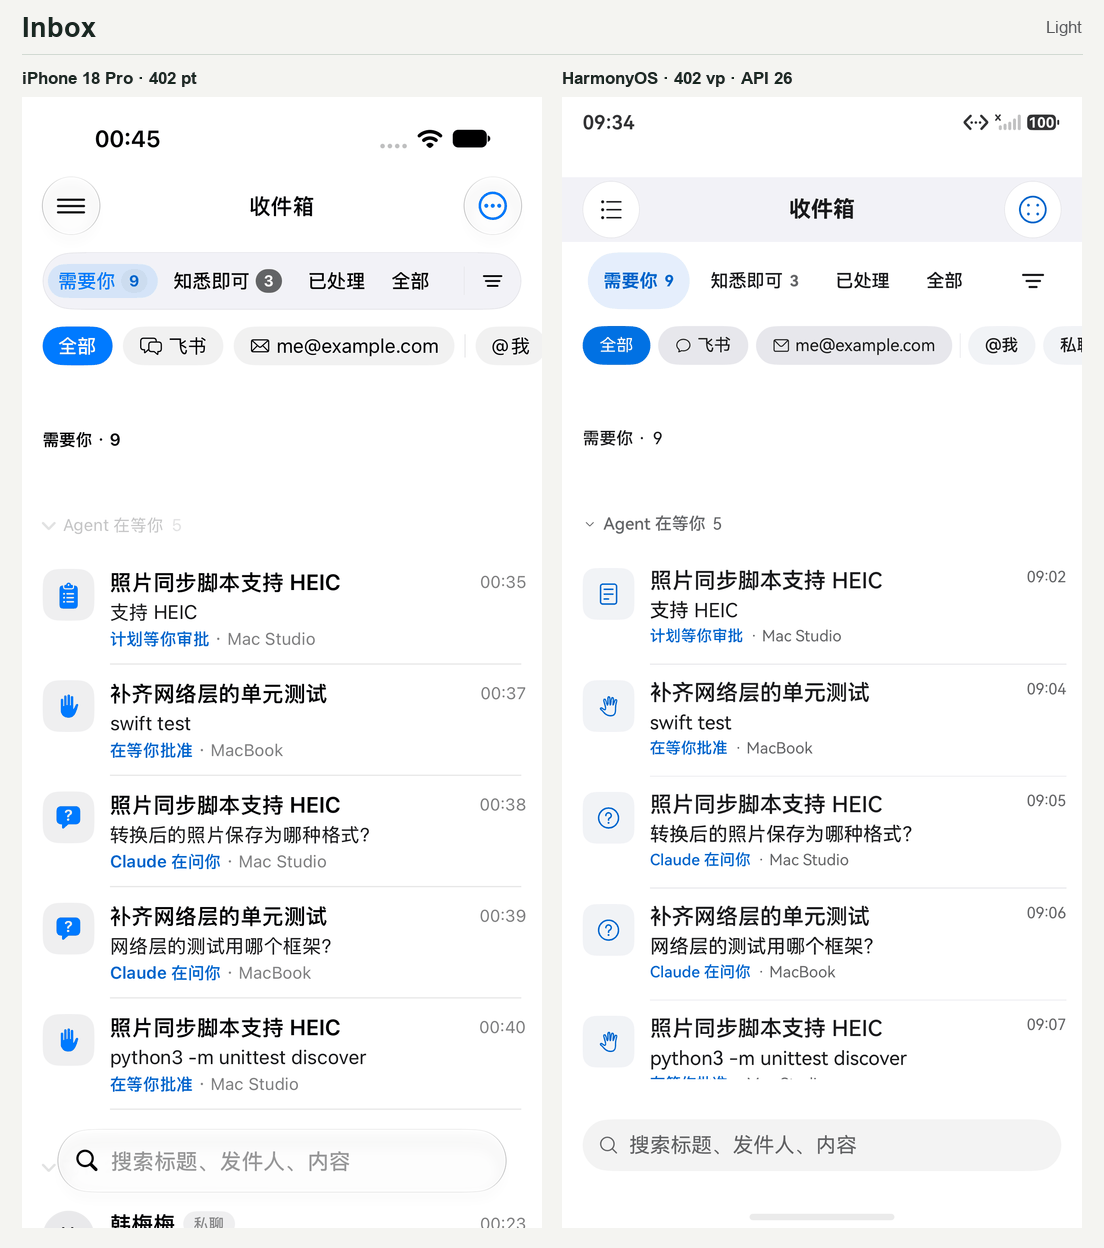 Inbox
Light
iPhone 18 Pro · 402 pt
00:45
收件箱
需要你 9 知悉即可 3 已处理 全部
全部 飞书 me@example.com @我
需要你 · 9
Agent 在等你 5
照片同步脚本支持 HEIC 00:35
支持 HEIC
计划等你审批 · Mac Studio
补齐网络层的单元测试 00:37
swift test
在等你批准 · MacBook
照片同步脚本支持 HEIC 00:38
转换后的照片保存为哪种格式?
Claude 在问你 · Mac Studio
补齐网络层的单元测试 00:39
网络层的测试用哪个框架?
Claude 在问你 · MacBook
照片同步脚本支持 HEIC 00:40
python3 -m unittest discover
在等你批准 · Mac Studio
搜索标题、发件人、内容
韩梅梅 私聊 00:23
HarmonyOS · 402 vp · API 26
09:34 100
收件箱
需要你 9 知悉即可 3 已处理 全部
全部 飞书 me@example.com @我 私聊
需要你 · 9
Agent 在等你 5
照片同步脚本支持 HEIC 09:02
支持 HEIC
计划等你审批 · Mac Studio
补齐网络层的单元测试 09:04
swift test
在等你批准 · MacBook
照片同步脚本支持 HEIC 09:05
转换后的照片保存为哪种格式?
Claude 在问你 · Mac Studio
补齐网络层的单元测试 09:06
网络层的测试用哪个框架?
Claude 在问你 · MacBook
照片同步脚本支持 HEIC 09:07
python3 -m unittest discover
搜索标题、发件人、内容